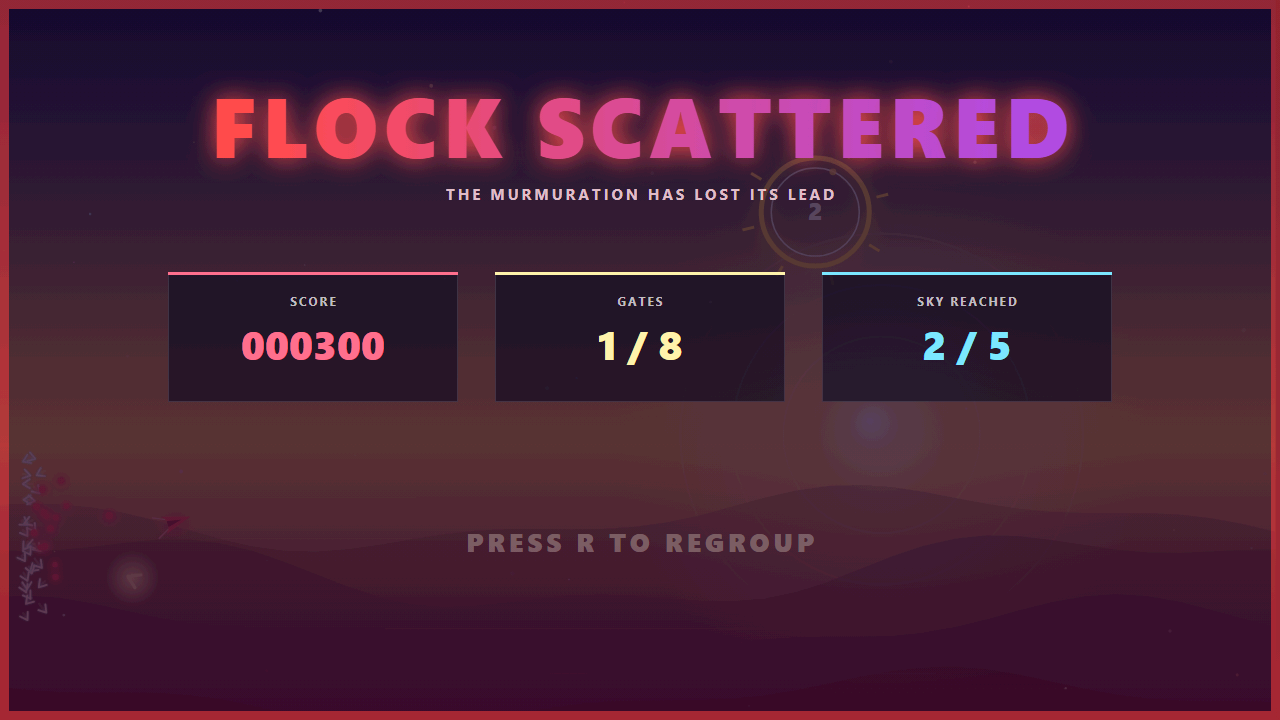 FLOCK SCATTERED
THE MURMURATION HAS LOST ITS LEAD
2
SCORE
000300
GATES
1 / 8
SKY REACHED
2 / 5
PRESS R TO REGROUP